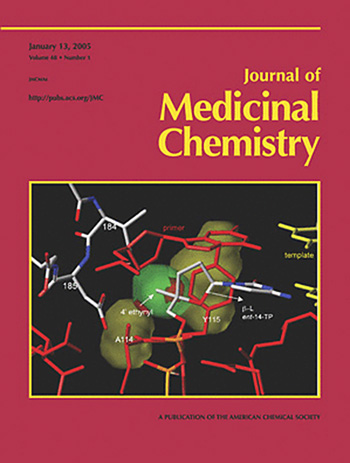 January 13, 2005
Volume 48 • Number 1
JMCMAR
http://pubs.acs.org/JMC
Journal of
Medicinal
Chemistry
184
primer
185
template
4' ethynyl
β-L
ent-14-TP
Y115
A114
A PUBLICATION OF THE AMERICAN CHEMICAL SOCIETY